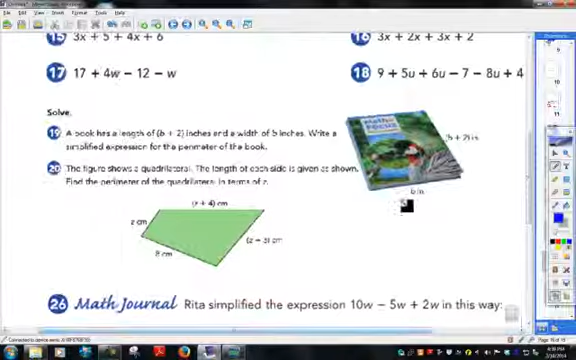 15 3x + 5 + 4x + 6
16 3x + 2x + 3x + 2
17 17 + 4w − 12 − w
18 9 + 5u + 6u − 7 − 8u + 4
Solve.
19 A book has a length of (b + 2) inches and a width of b inches. Write a
simplified expression for the perimeter of the book.
Math
Focus
(b + 2) in
b in
20 The figure shows a quadrilateral. The length of each side is given as shown.
Find the perimeter of the quadrilateral in terms of z.
(z + 4) cm
z cm
8 cm
26 Math Journal Rita simplified the expression 10w − 5w + 2w in this way: